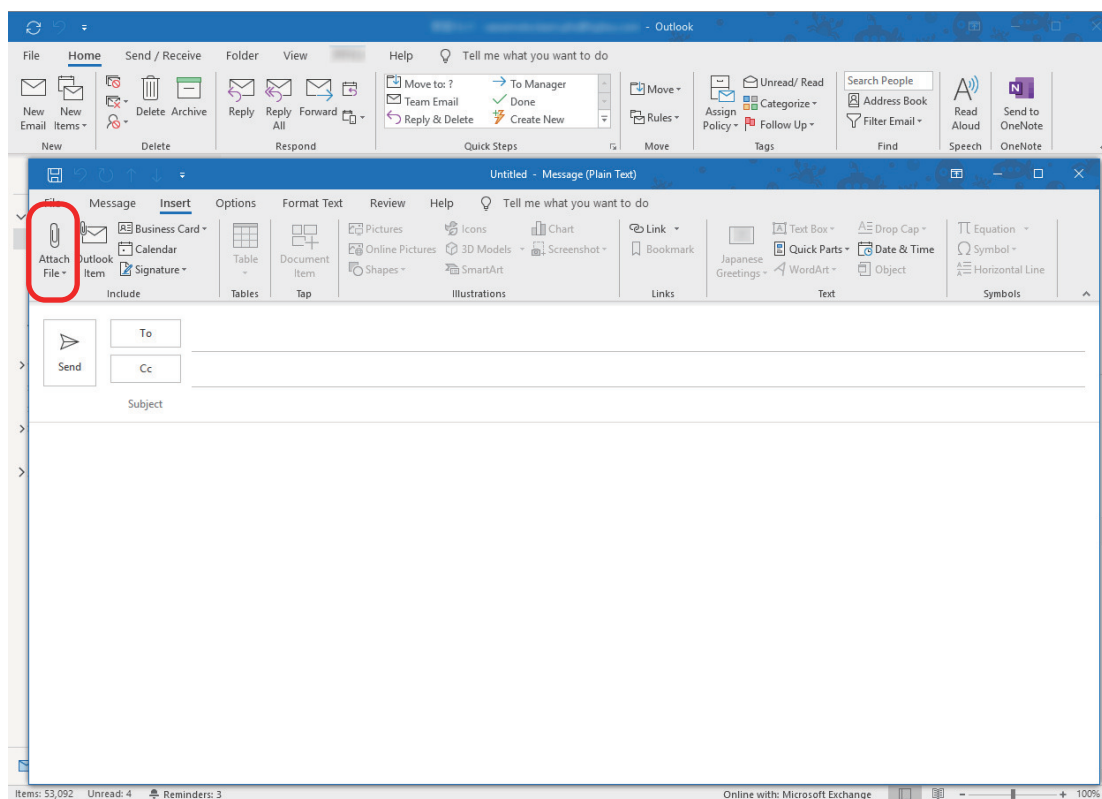 - Outlook
File Home Send / Receive Folder View Help Tell me what you want to do
New Email
New Items
Delete
Archive
Reply
Reply All
Forward
Move to: ?
Team Email
Reply & Delete
To Manager
Done
Create New
Move
Rules
Assign Policy
Unread/ Read
Categorize
Follow Up
Search People
Address Book
Filter Email
Read Aloud
Send to OneNote
New Delete Respond Quick Steps Move Tags Find Speech OneNote
Untitled - Message (Plain Text)
File Message Insert Options Format Text Review Help Tell me what you want to do
Attach File
Outlook Item
Business Card
Calendar
Signature
Table
Document Item
Pictures
Online Pictures
Shapes
Icons
3D Models
SmartArt
Chart
Screenshot
Link
Bookmark
Japanese Greetings
Text Box
Quick Parts
WordArt
Drop Cap
Date & Time
Object
Equation
Symbol
Horizontal Line
Include Tables Tap Illustrations Links Text Symbols
Send
To
Cc
Subject
Items: 53,092 Unread: 4 Reminders: 3 Online with: Microsoft Exchange 100%